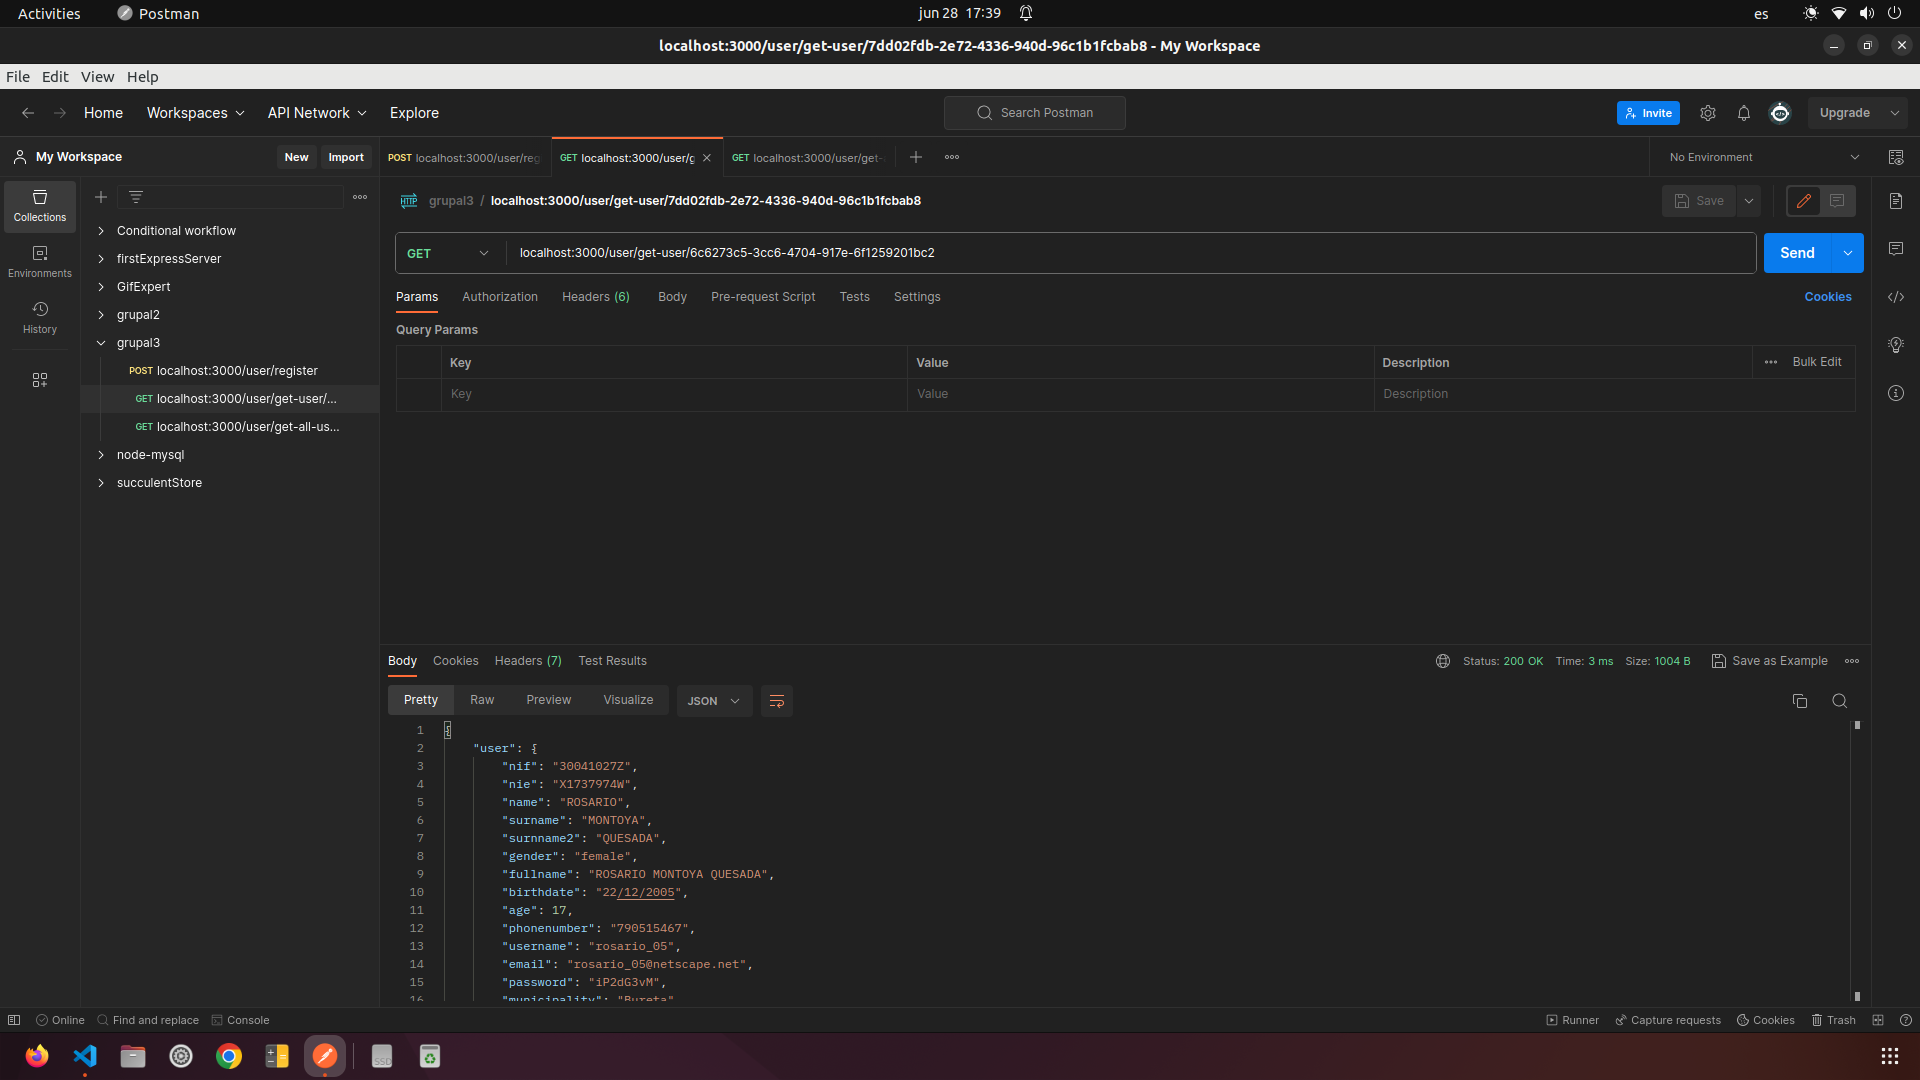 Activities
Postman
jun 28 17:39
es
localhost:3000/user/get-user/7dd02fdb-2e72-4336-940d-96c1b1fcbab8 - My Workspace
File Edit View Help
Home Workspaces API Network Explore
Search Postman
Invite
Upgrade
My Workspace
New Import
POST localhost:3000/user/reg
GET localhost:3000/user/g
GET localhost:3000/user/get-
No Environment
Collections
Environments
History
Conditional workflow
firstExpressServer
GifExpert
grupal2
grupal3
POST localhost:3000/user/register
GET localhost:3000/user/get-user/...
GET localhost:3000/user/get-all-us...
node-mysql
succulentStore
HTTP grupal3 / localhost:3000/user/get-user/7dd02fdb-2e72-4336-940d-96c1b1fcbab8
Save
GET localhost:3000/user/get-user/6c6273c5-3cc6-4704-917e-6f1259201bc2
Send
Params Authorization Headers (6) Body Pre-request Script Tests Settings
Cookies
Query Params
Key Value Description Bulk Edit
Key Value Description
Body Cookies Headers (7) Test Results
Status: 200 OK Time: 3 ms Size: 1004 B Save as Example
Pretty Raw Preview Visualize JSON
1 {
2 "user": {
3 "nif": "30041027Z",
4 "nie": "X1737974W",
5 "name": "ROSARIO",
6 "surname": "MONTOYA",
7 "surnname2": "QUESADA",
8 "gender": "female",
9 "fullname": "ROSARIO MONTOYA QUESADA",
10 "birthdate": "22/12/2005",
11 "age": 17,
12 "phonenumber": "790515467",
13 "username": "rosario_05",
14 "email": "rosario_05@netscape.net",
15 "password": "iP2dG3vM",
16 "municipality": "Bureta"
Online Find and replace Console
Runner Capture requests Cookies Trash
SSD